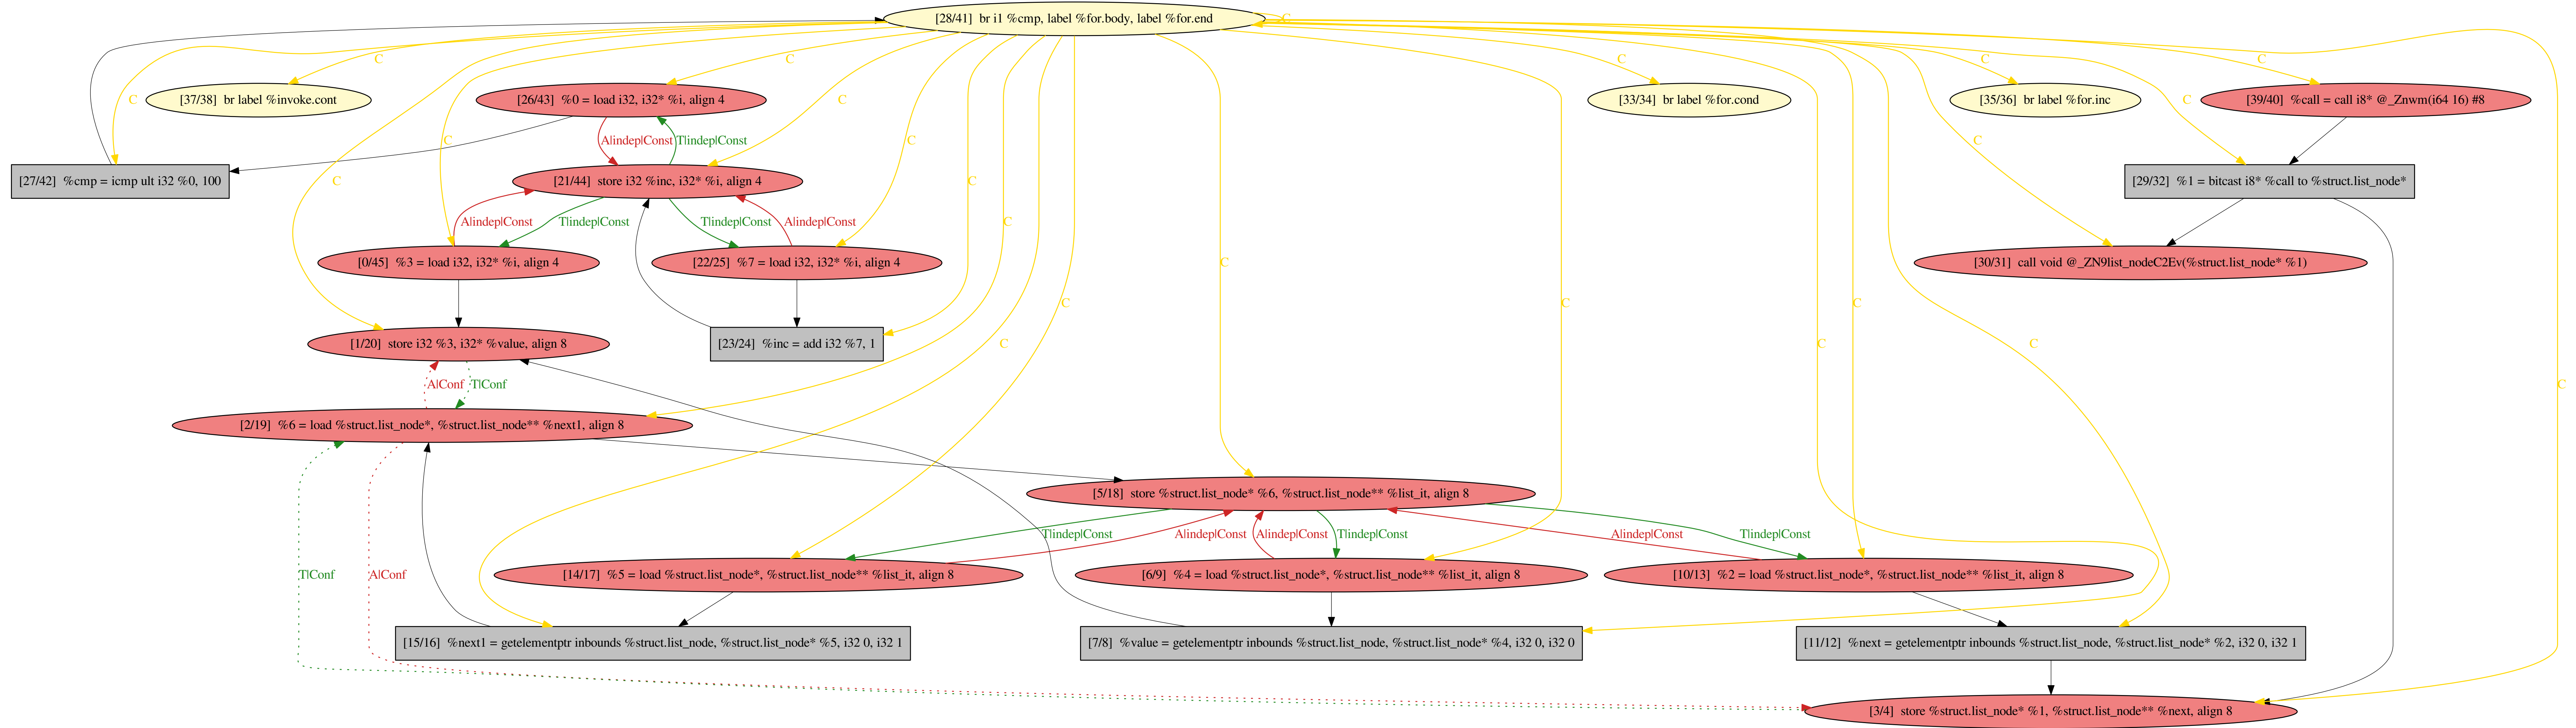 [28/41]  br i1 %cmp, label %for.body, label %for.end
C
C
C
C
C
C
[37/38]  br label %invoke.cont
C
[26/43]  %0 = load i32, i32* %i, align 4
C
[33/34]  br label %for.cond
[35/36]  br label %for.inc
C
[39/40]  %call = call i8* @_Znwm(i64 16) #8
C
A|indep|Const
T|indep|Const
C
C
[27/42]  %cmp = icmp ult i32 %0, 100
C
[21/44]  store i32 %inc, i32* %i, align 4
C
[29/32]  %1 = bitcast i8* %call to %struct.list_node*
A|indep|Const
T|indep|Const
T|indep|Const
A|indep|Const
C
[0/45]  %3 = load i32, i32* %i, align 4
[22/25]  %7 = load i32, i32* %i, align 4
[30/31]  call void @_ZN9list_nodeC2Ev(%struct.list_node* %1)
C
C
C
C
[1/20]  store i32 %3, i32* %value, align 8
[23/24]  %inc = add i32 %7, 1
C
C
C
A|Conf
T|Conf
C
[2/19]  %6 = load %struct.list_node*, %struct.list_node** %next1, align 8
[5/18]  store %struct.list_node* %6, %struct.list_node** %list_it, align 8
T|indep|Const
A|indep|Const
A|indep|Const
T|indep|Const
A|indep|Const
T|indep|Const
T|Conf
A|Conf
[14/17]  %5 = load %struct.list_node*, %struct.list_node** %list_it, align 8
[6/9]  %4 = load %struct.list_node*, %struct.list_node** %list_it, align 8
[10/13]  %2 = load %struct.list_node*, %struct.list_node** %list_it, align 8
[15/16]  %next1 = getelementptr inbounds %struct.list_node, %struct.list_node* %5, i32 0, i32 1
[7/8]  %value = getelementptr inbounds %struct.list_node, %struct.list_node* %4, i32 0, i32 0
[11/12]  %next = getelementptr inbounds %struct.list_node, %struct.list_node* %2, i32 0, i32 1
[3/4]  store %struct.list_node* %1, %struct.list_node** %next, align 8